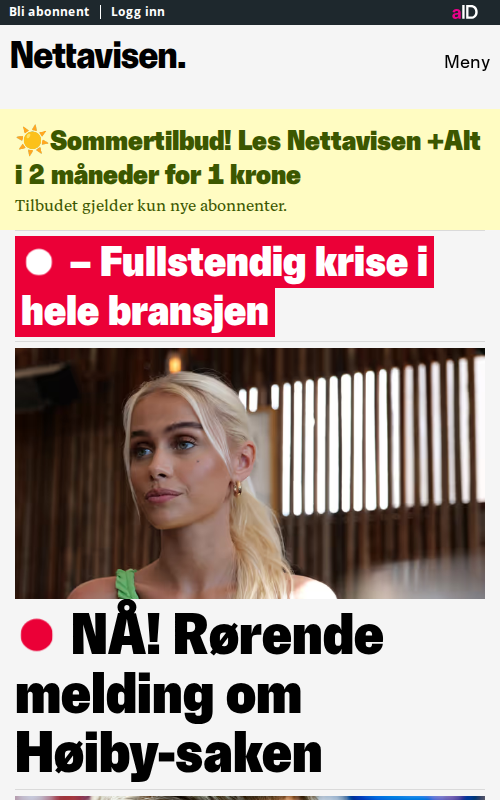 Bli abonnent | Logg inn
aID
Nettavisen.
Meny
☀️Sommertilbud! Les Nettavisen +Alt
i 2 måneder for 1 krone
Tilbudet gjelder kun nye abonnenter.
– Fullstendig krise i
hele bransjen
NÅ! Rørende
melding om
Høiby-saken